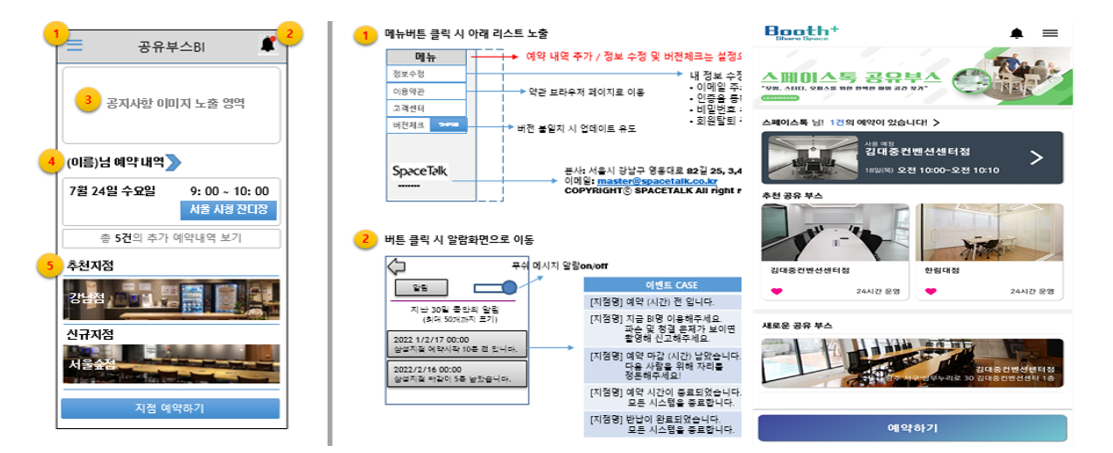 1
2
공유부스BI
3 공지사항 이미지 노출 영역
4 (이름)님 예약 내역
7월 24일 수요일 9: 00 ~ 10: 00
서울 시청 잔디장
총 5건의 추가 예약내역 보기
5 추천지점
강남점
신규지점
서울숲점
지점 예약하기
1 메뉴버튼 클릭 시 아래 리스트 노출
메뉴
정보수정
이용약관
고객센터
버전체크
SpaceTalk
예약 내역 추가 / 정보 수정 및 버전체크는 설정으
내 정보 수정
• 이메일 주
• 인증을 통
• 비밀번호
• 회원탈퇴
약관 브라우저 페이지로 이동
버전 불일치 시 업데이트 유도
본사: 서울시 강남구 영동대로 82길 25, 3,4
이메일: master@spacetalk.co.kr
COPYRIGHTⓒ SPACETALK All right r
2 버튼 클릭 시 알람화면으로 이동
푸쉬 메시지 알람on/off
알림
지난 30일 동안의 알림
(최대 50개까지 표기)
2022 1/2/17 00:00
삼성지점 예약시작 10분 전 입니다.
2022/2/16 00:00
삼성지점 마감이 5분 남았습니다.
이벤트 CASE
[지점명] 예약 (시간) 전 입니다.
[지점명] 지금 BI명 이용해주세요.
파손 및 청결 문제가 보이면
촬영해 신고해주세요.
[지점명] 예약 마감 (시간) 남았습니다.
다음 사람을 위해 자리를
정돈해주세요!
[지점명] 예약 시간이 종료되었습니다.
모든 시스템을 종료합니다.
[지점명] 반납이 완료되었습니다.
모든 시스템을 종료합니다.
Booth+
Share Space
스페이스톡 공유부스
스페이스톡 님! 1건의 예약이 있습니다! >
사용 예정
김대중컨벤션센터점
18일(목) 오전 10:00~오전 10:10
추천 공유 부스
김대중컨벤션센터점
24시간 운영
한림대점
24시간 운영
새로운 공유 부스
김대중컨벤션센터점
광주 서구 상무누리로 30 김대중컨벤션센터 1층
예약하기